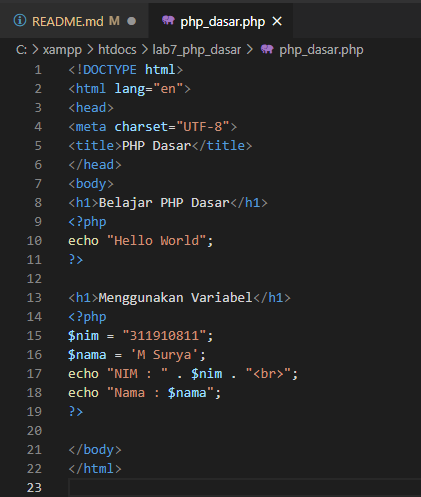 README.md M ● php_dasar.php ×
C: > xampp > htdocs > lab7_php_dasar > php_dasar.php
1 <!DOCTYPE html>
2 <html lang="en">
3 <head>
4 <meta charset="UTF-8">
5 <title>PHP Dasar</title>
6 </head>
7 <body>
8 <h1>Belajar PHP Dasar</h1>
9 <?php
10 echo "Hello World";
11 ?>
12
13 <h1>Menggunakan Variabel</h1>
14 <?php
15 $nim = "311910811";
16 $nama = 'M Surya';
17 echo "NIM : " . $nim . "<br>";
18 echo "Nama : $nama";
19 ?>
20
21 </body>
22 </html>
23